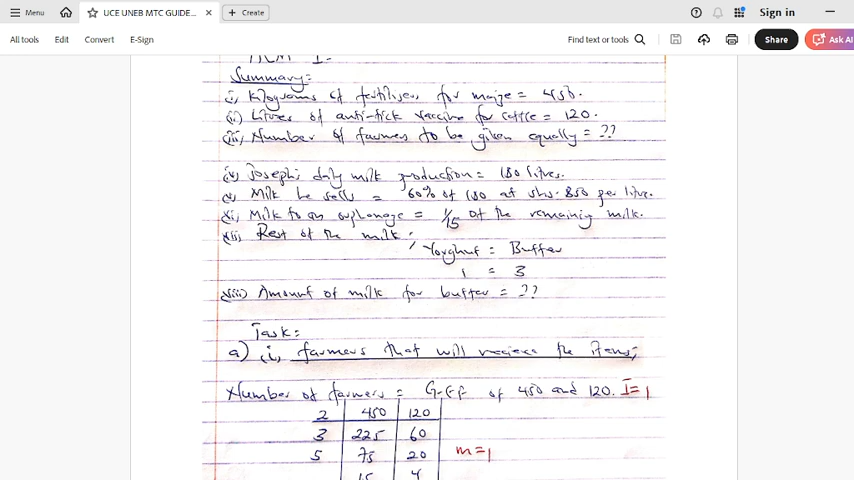 Menu
UCE UNEB MTC GUIDE...
Create
Sign in
All tools Edit Convert E-Sign
Find text or tools
Share
Ask AI
Summary:
i) Kilograms of fertilisers for maize = 450.
(ii) Litres of anti-tick vaccine for cattle = 120.
(iii) Number of farmers to be given equally = ??
iv) Joseph's daily milk production = 180 litres.
v) Milk he sells = 60% of 180 at shs. 850 per litre.
vi) Milk to an orphanage = 1/5 of the remaining milk.
vii) Rest of the milk;
Yorghut = Butter
1 = 3
viii) Amount of milk for butter = ??
Task:
a) (i) farmers that will receive the items;
Number of farmers = G.C.F of 450 and 120. I=1
2 450 120
3 225 60
5 75 20 m=1
15 4